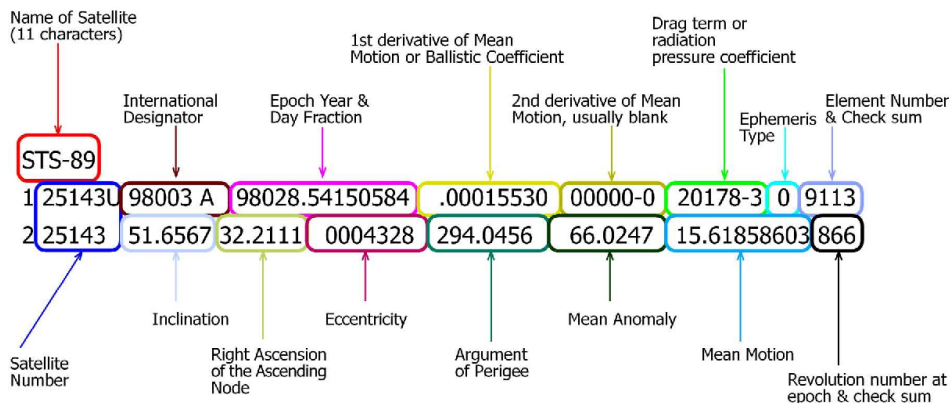 Name of Satellite
(11 characters)
International
Designator
Epoch Year &
Day Fraction
1st derivative of Mean
Motion or Ballistic Coefficient
2nd derivative of Mean
Motion, usually blank
Drag term or
radiation
pressure coefficient
Ephemeris
Type
Element Number
& Check sum
STS-89
1 25143U 98003 A 98028.54150584 .00015530 00000-0 20178-3 0 9113
2 25143 51.6567 32.2111 0004328 294.0456 66.0247 15.61858603 866
Satellite
Number
Inclination
Right Ascension
of the Ascending
Node
Eccentricity
Argument
of Perigee
Mean Anomaly
Mean Motion
Revolution number at
epoch & check sum